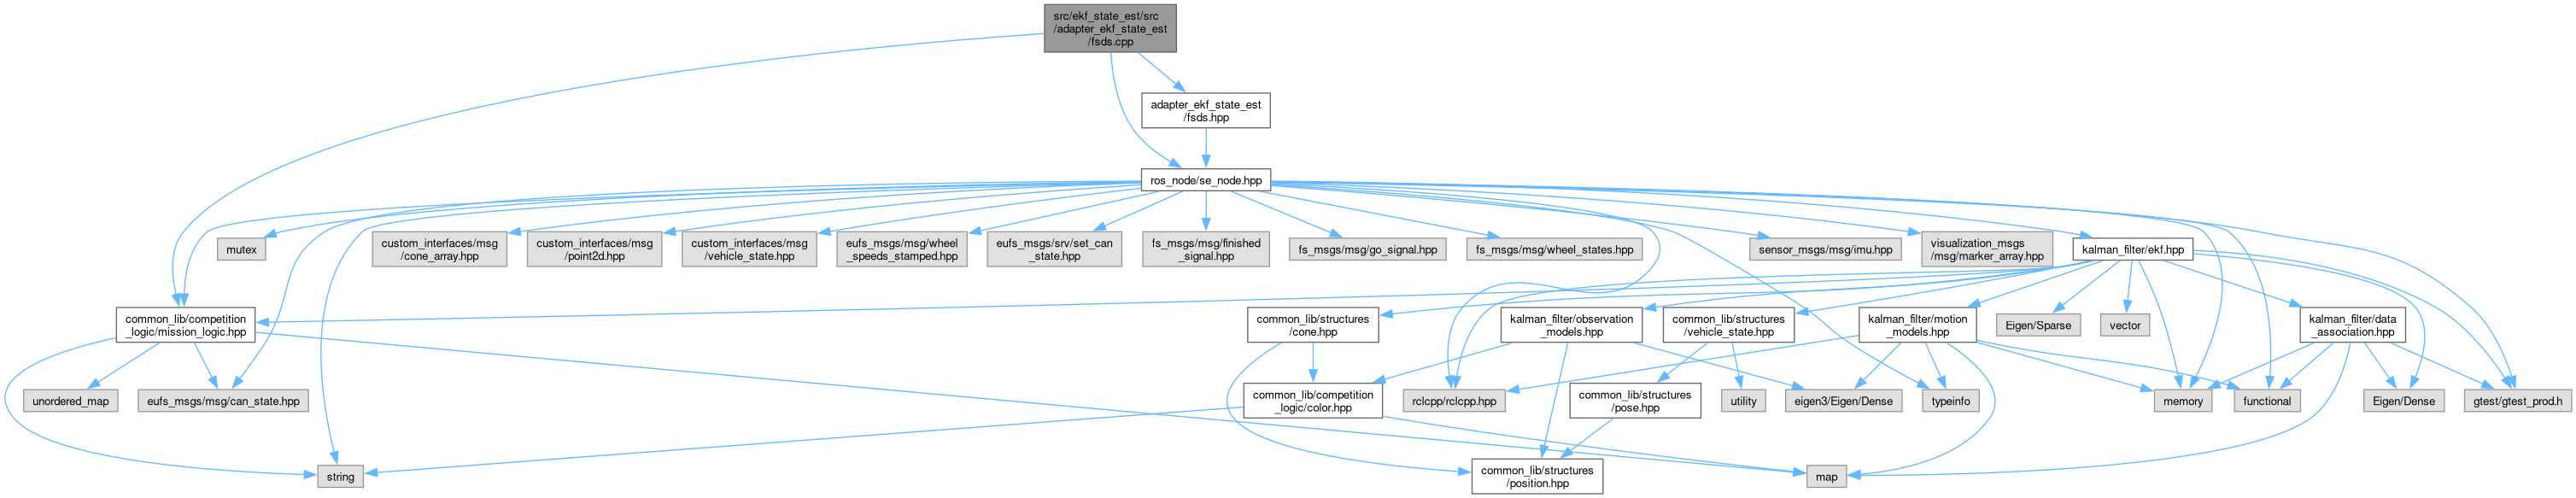 src/ekf_state_est/src
/adapter_ekf_state_est
/fsds.cpp
adapter_ekf_state_est
/fsds.hpp
ros_node/se_node.hpp
mutex
custom_interfaces/msg
/cone_array.hpp
custom_interfaces/msg
/point2d.hpp
custom_interfaces/msg
/vehicle_state.hpp
eufs_msgs/msg/wheel
_speeds_stamped.hpp
eufs_msgs/srv/set_can
_state.hpp
fs_msgs/msg/finished
_signal.hpp
fs_msgs/msg/go_signal.hpp
fs_msgs/msg/wheel_states.hpp
sensor_msgs/msg/imu.hpp
visualization_msgs
/msg/marker_array.hpp
kalman_filter/ekf.hpp
common_lib/competition
_logic/mission_logic.hpp
common_lib/structures
/cone.hpp
kalman_filter/observation
_models.hpp
common_lib/structures
/vehicle_state.hpp
kalman_filter/motion
_models.hpp
Eigen/Sparse
vector
kalman_filter/data
_association.hpp
unordered_map
eufs_msgs/msg/can_state.hpp
common_lib/competition
_logic/color.hpp
rclcpp/rclcpp.hpp
common_lib/structures
/pose.hpp
utility
eigen3/Eigen/Dense
typeinfo
memory
functional
Eigen/Dense
gtest/gtest_prod.h
string
common_lib/structures
/position.hpp
map